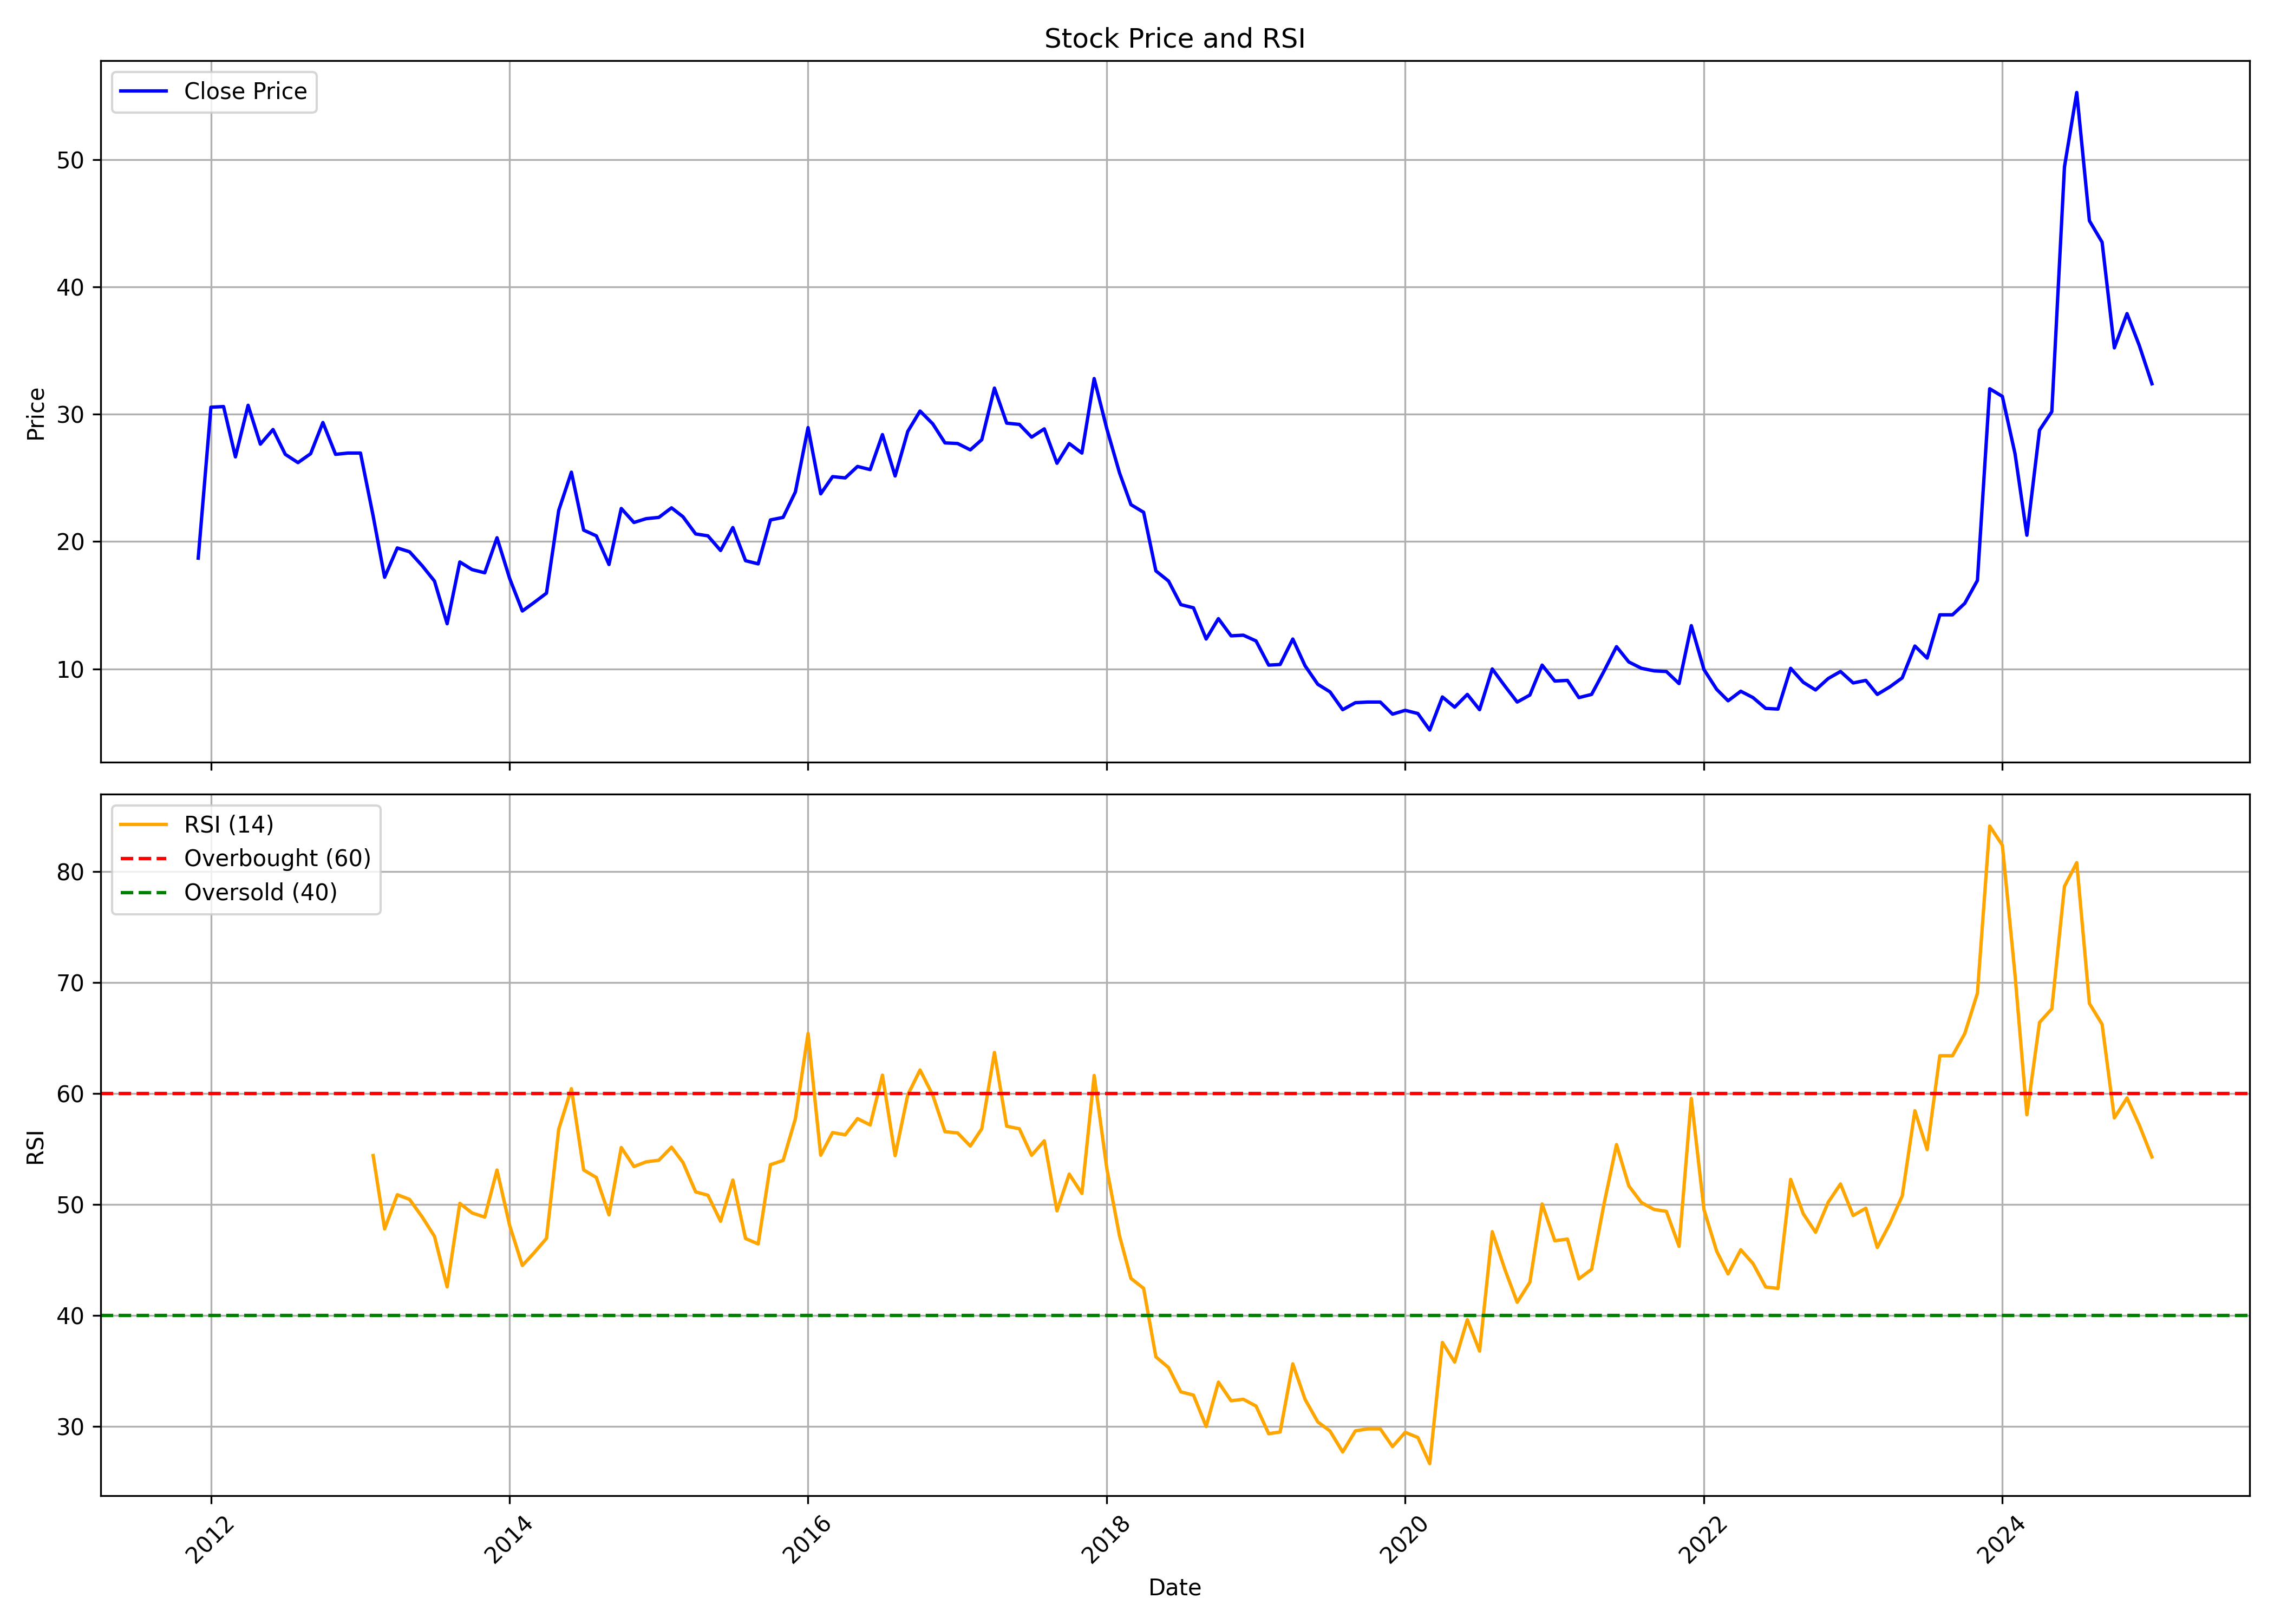 Stock Price and RSI
Close Price
50
40
30
20
10
Price
RSI (14)
Overbought (60)
Oversold (40)
80
70
60
50
40
30
RSI
2012
2014
2016
2018
2020
2022
2024
Date